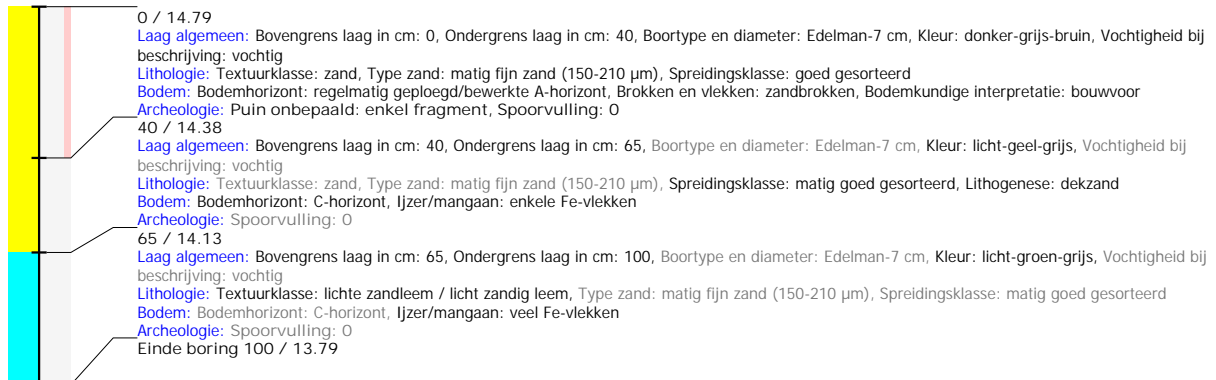 0 / 14.79
Laag algemeen: Bovengrens laag in cm: 0, Ondergrens laag in cm: 40, Boortype en diameter: Edelman-7 cm, Kleur: donker-grijs-bruin, Vochtigheid bij
beschrijving: vochtig
Lithologie: Textuurklasse: zand, Type zand: matig fijn zand (150-210 µm), Spreidingsklasse: goed gesorteerd
Bodem: Bodemhorizont: regelmatig geploegd/bewerkte A-horizont, Brokken en vlekken: zandbrokken, Bodemkundige interpretatie: bouwvoor
Archeologie: Puin onbepaald: enkel fragment, Spoorvulling: 0
40 / 14.38
Laag algemeen: Bovengrens laag in cm: 40, Ondergrens laag in cm: 65, Boortype en diameter: Edelman-7 cm, Kleur: licht-geel-grijs, Vochtigheid bij
beschrijving: vochtig
Lithologie: Textuurklasse: zand, Type zand: matig fijn zand (150-210 µm), Spreidingsklasse: matig goed gesorteerd, Lithogenese: dekzand
Bodem: Bodemhorizont: C-horizont, Ijzer/mangaan: enkele Fe-vlekken
Archeologie: Spoorvulling: 0
65 / 14.13
Laag algemeen: Bovengrens laag in cm: 65, Ondergrens laag in cm: 100, Boortype en diameter: Edelman-7 cm, Kleur: licht-groen-grijs, Vochtigheid bij
beschrijving: vochtig
Lithologie: Textuurklasse: lichte zandleem / licht zandig leem, Type zand: matig fijn zand (150-210 µm), Spreidingsklasse: matig goed gesorteerd
Bodem: Bodemhorizont: C-horizont, Ijzer/mangaan: veel Fe-vlekken
Archeologie: Spoorvulling: 0
Einde boring 100 / 13.79